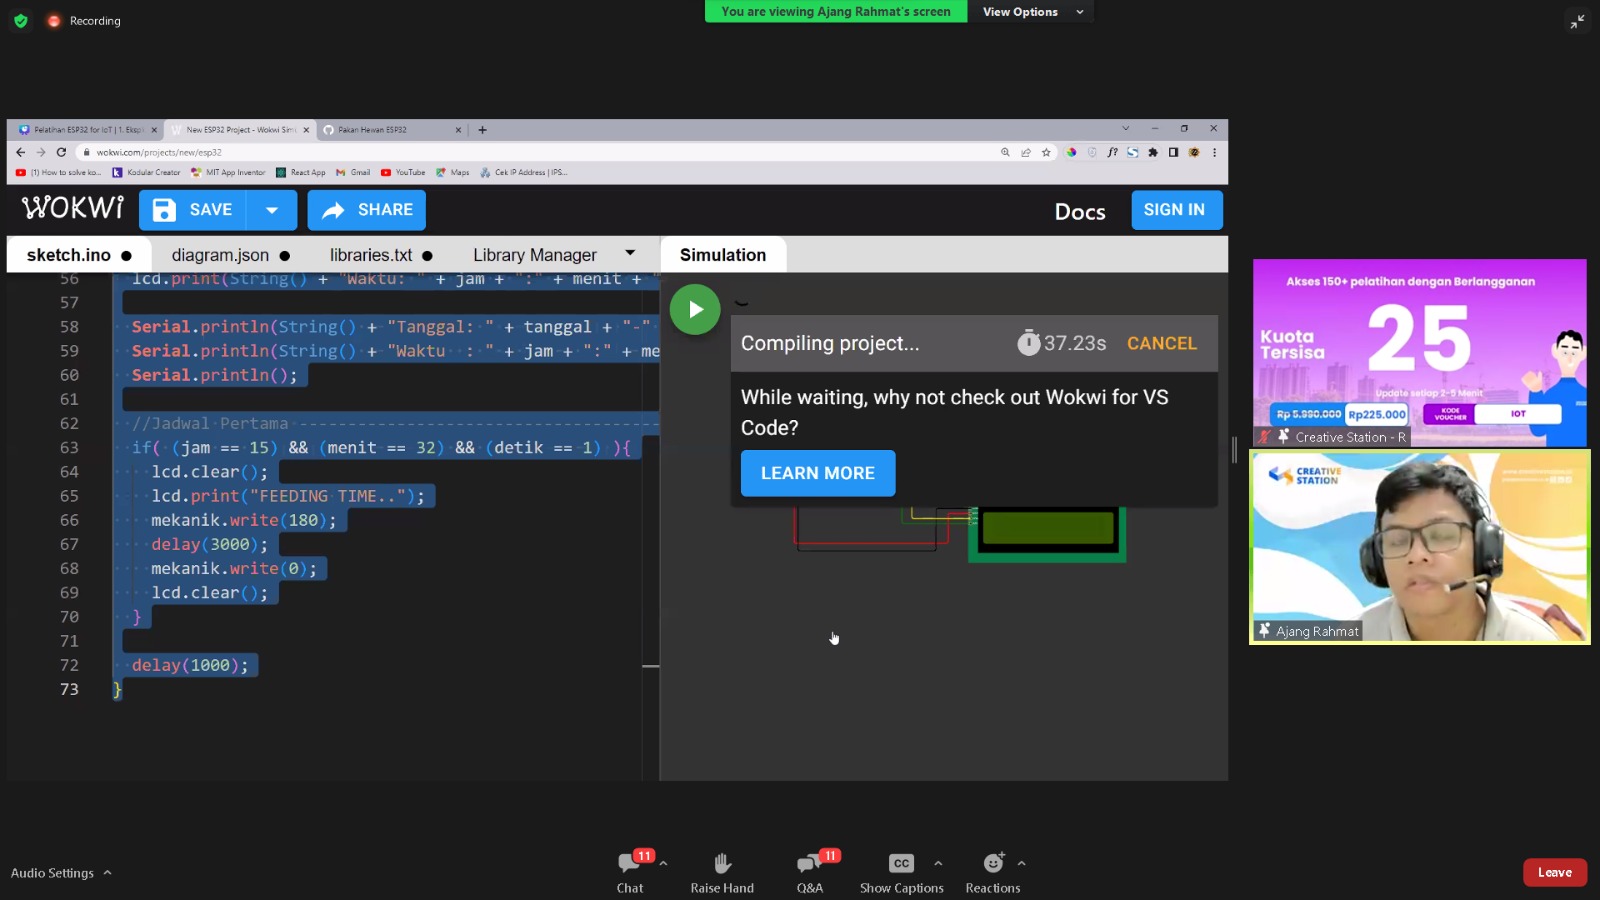 Recording
You are viewing Ajang Rahmat's screen
View Options
Pelatihan ESP32 for IoT | 1. Eksp
New ESP32 Project - Wokwi Sim
Pakan Hewan ESP32
wokwi.com/projects/new/esp32
(1) How to solve ko...
Kodular Creator
MIT App Inventor
React App
Gmail
YouTube
Maps
Cek IP Address | IPS...
WOKWi
SAVE
SHARE
Docs
SIGN IN
sketch.ino
diagram.json
libraries.txt
Library Manager
Simulation
56 lcd.print(String() + "Waktu: " + jam + ":" + menit + "
57
58 Serial.println(String() + "Tanggal: " + tanggal + "-"
59 Serial.println(String() + "Waktu  : " + jam + ":" + me
60 Serial.println();
61
62 //Jadwal Pertama ------------------------------------
63 if( (jam == 15) && (menit == 32) && (detik == 1) ){
64 lcd.clear();
65 lcd.print("FEEDING TIME..");
66 mekanik.write(180);
67 delay(3000);
68 mekanik.write(0);
69 lcd.clear();
70 }
71
72 delay(1000);
73 }
Compiling project...
37.23s
CANCEL
While waiting, why not check out Wokwi for VS
Code?
LEARN MORE
Akses 150+ pelatihan dengan Berlangganan
Kuota
Tersisa
25
Update setiap 2-5 Menit
Rp 5.990.000
Rp225.000
KODE
VOUCHER
IOT
Creative Station - R
CREATIVE
STATION
Ajang Rahmat
Audio Settings
11
Chat
Raise Hand
11
Q&A
CC
Show Captions
Reactions
Leave